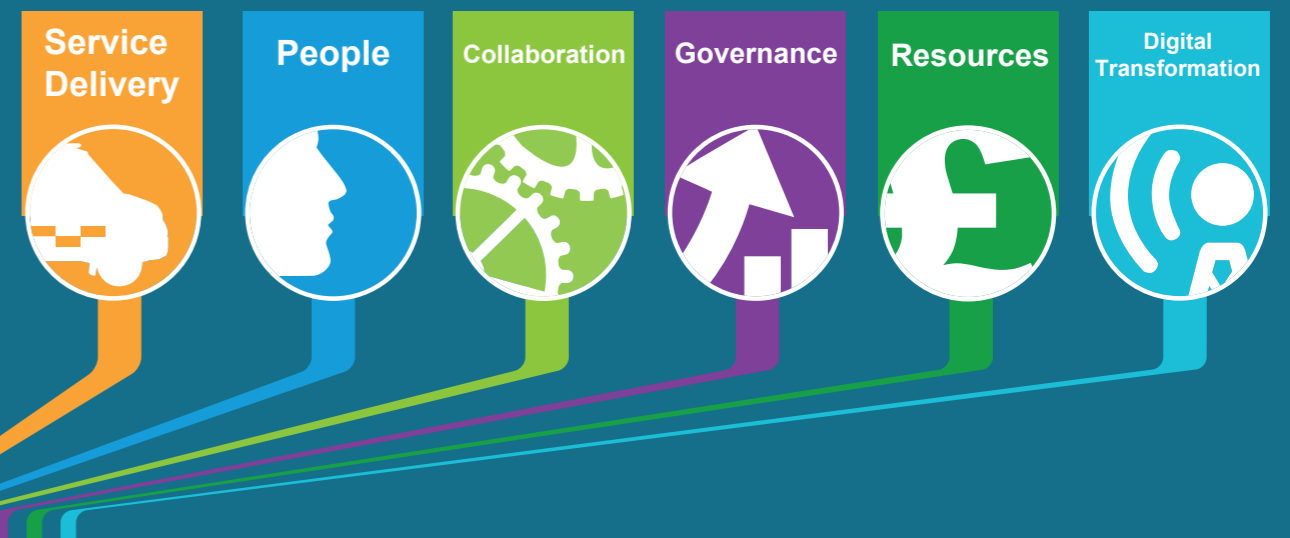 Service
Delivery
People
Collaboration
Governance
Resources
Digital
Transformation